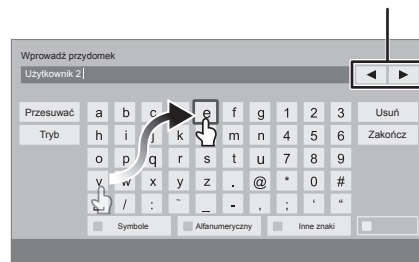 Wprowadź przydomek
Użytkownik 2
◄ ►
Przesuwać a b c e f g 1 2 3 Usuń
Tryb h i j k m n 4 5 6 Zakończ
o p q r s t u 7 8 9
v w x y z . @ * 0 #
/ : ~ _ - , ; ‘ “
Symbole Alfanumeryczny Inne znaki